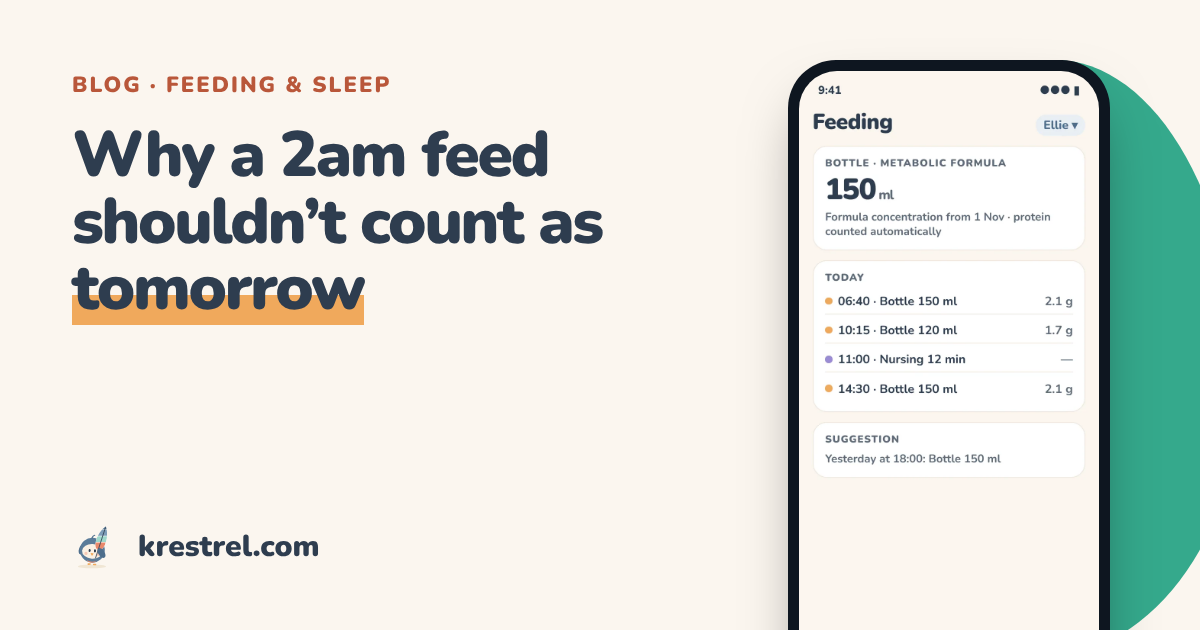 BLOG · FEEDING & SLEEP
Why a 2am feed
shouldn’t count as
tomorrow
krestrel.com
9:41
Feeding
Ellie ▾
BOTTLE · METABOLIC FORMULA
150 ml
Formula concentration from 1 Nov · protein
counted automatically
TODAY
06:40 · Bottle 150 ml 2.1 g
10:15 · Bottle 120 ml 1.7 g
11:00 · Nursing 12 min —
14:30 · Bottle 150 ml 2.1 g
SUGGESTION
Yesterday at 18:00: Bottle 150 ml